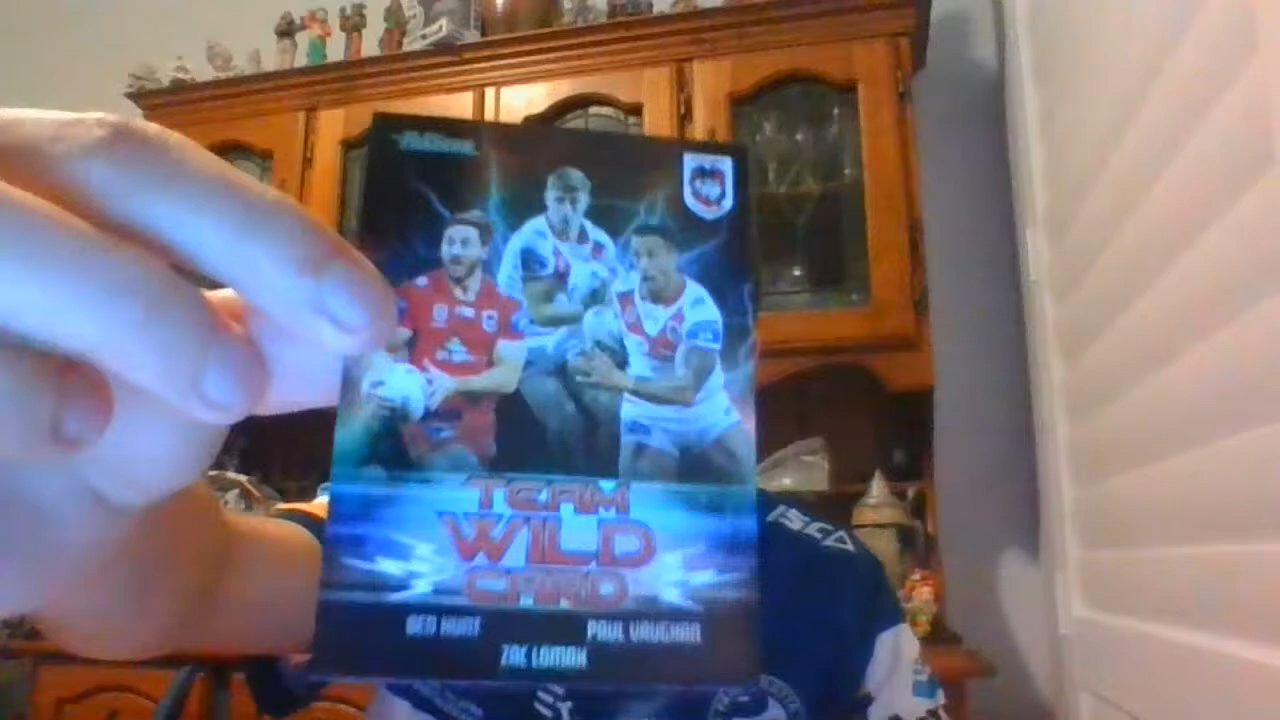 TEAM
WILD
CARD
BEN HUNT
PAUL VAUGHAN
ZAC LOMAX
ISC